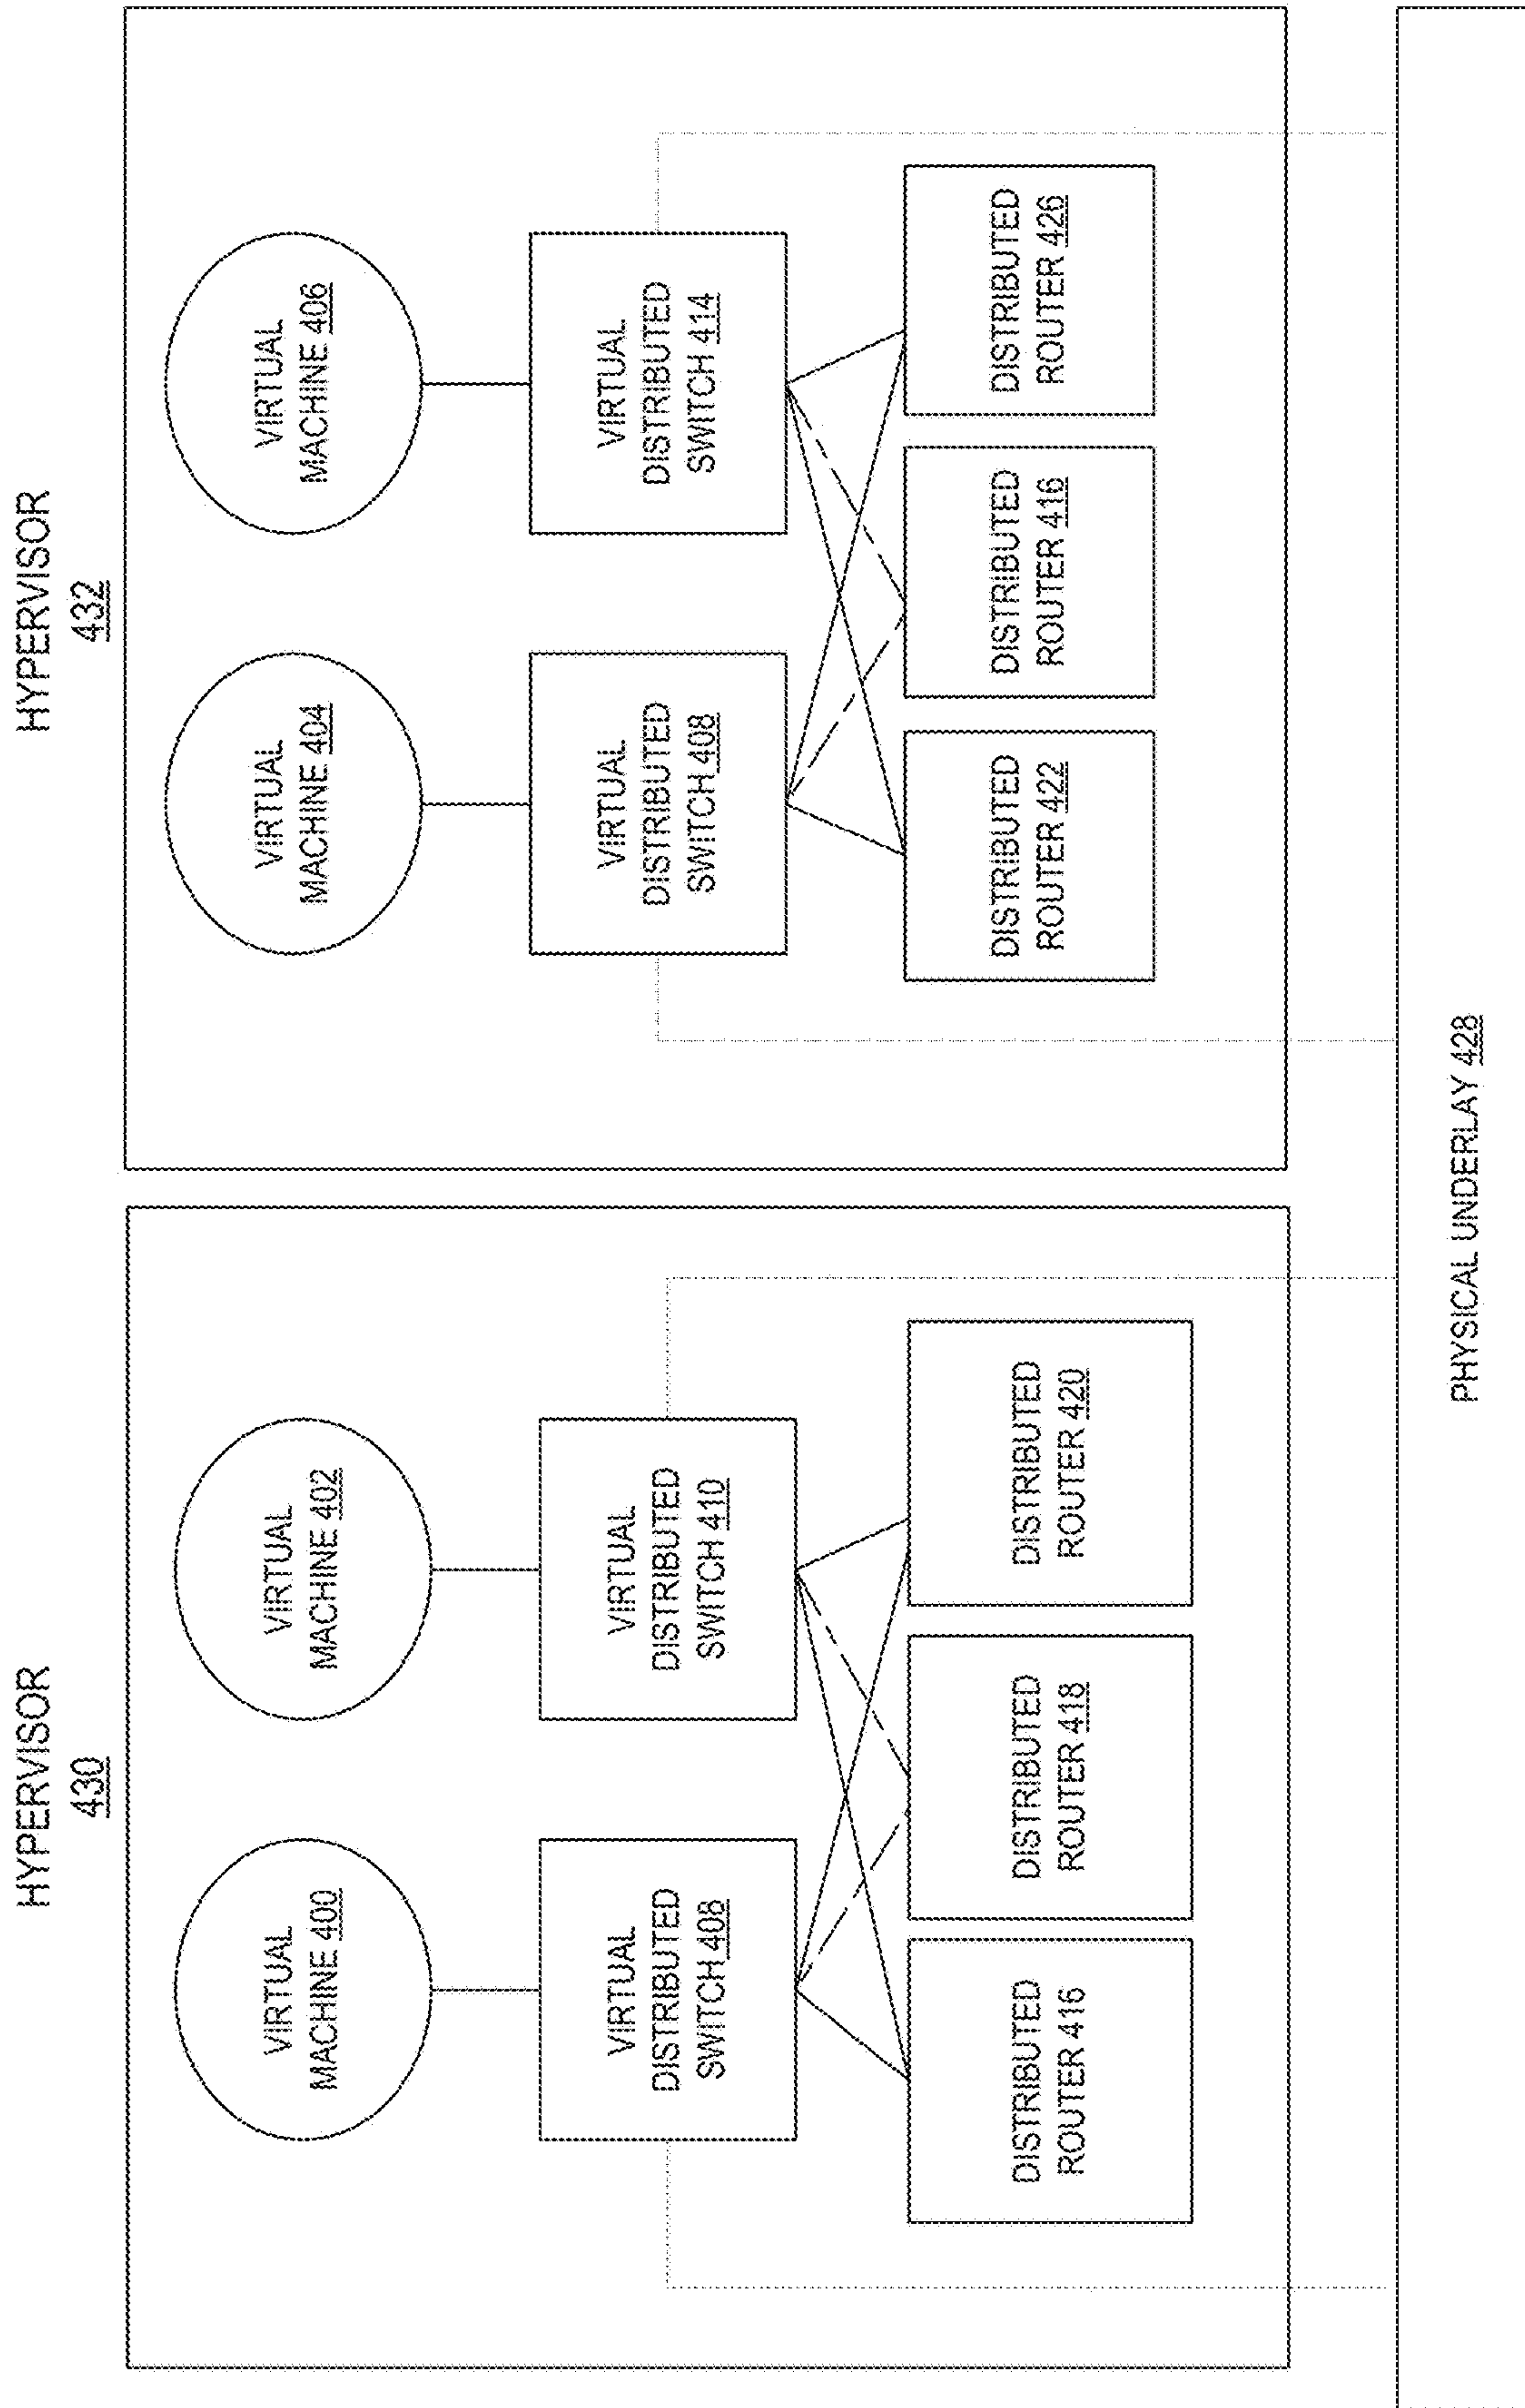 HYPERVISOR
430
VIRTUAL
MACHINE 400
VIRTUAL
MACHINE 402
VIRTUAL
DISTRIBUTED
SWITCH 408
VIRTUAL
DISTRIBUTED
SWITCH 410
DISTRIBUTED
ROUTER 416
DISTRIBUTED
ROUTER 418
DISTRIBUTED
ROUTER 420
HYPERVISOR
432
VIRTUAL
MACHINE 404
VIRTUAL
MACHINE 406
VIRTUAL
DISTRIBUTED
SWITCH 408
VIRTUAL
DISTRIBUTED
SWITCH 414
DISTRIBUTED
ROUTER 422
DISTRIBUTED
ROUTER 416
DISTRIBUTED
ROUTER 426
PHYSICAL UNDERLAY 428